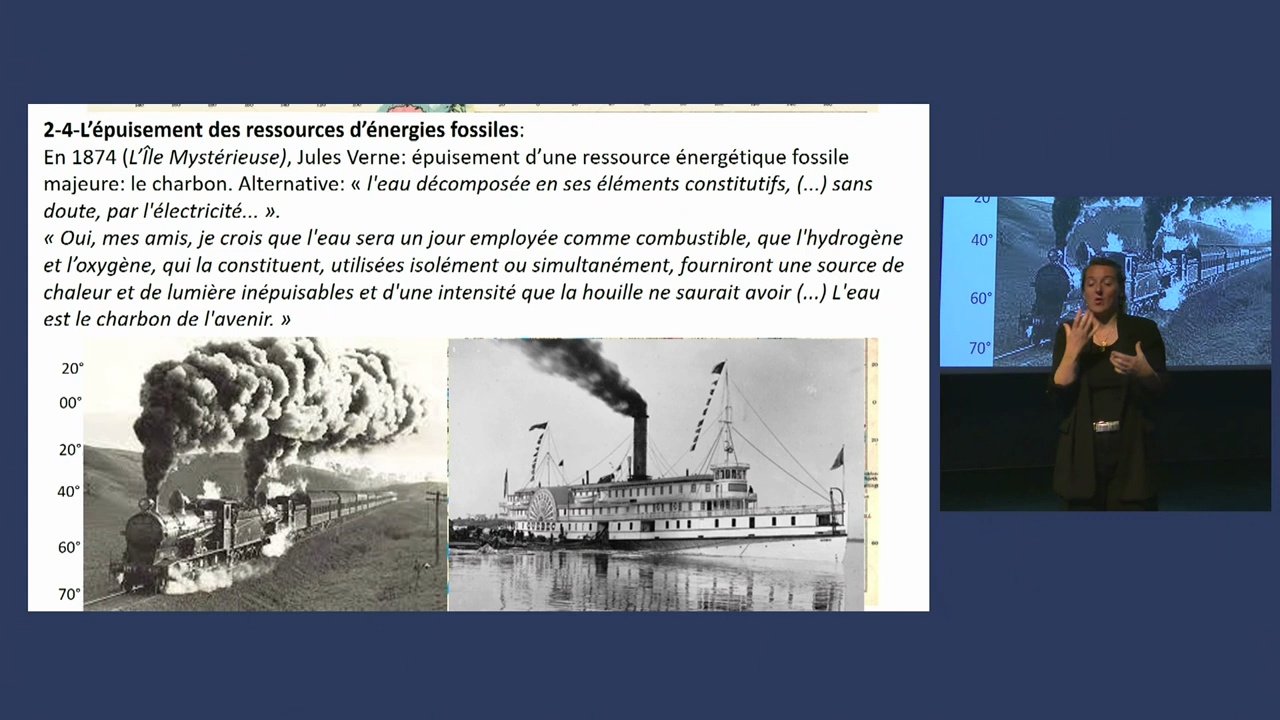 2-4-L’épuisement des ressources d’énergies fossiles:
En 1874 (L’Île Mystérieuse), Jules Verne: épuisement d’une ressource énergétique fossile
majeure: le charbon. Alternative: « l'eau décomposée en ses éléments constitutifs, (...) sans
doute, par l'électricité... ».
« Oui, mes amis, je crois que l'eau sera un jour employée comme combustible, que l'hydrogène
et l’oxygène, qui la constituent, utilisées isolément ou simultanément, fourniront une source de
chaleur et de lumière inépuisables et d'une intensité que la houille ne saurait avoir (...) L'eau
est le charbon de l'avenir. »
20°
00°
20°
40°
60°
70°
QUEBEC
20
40°
60°
70°